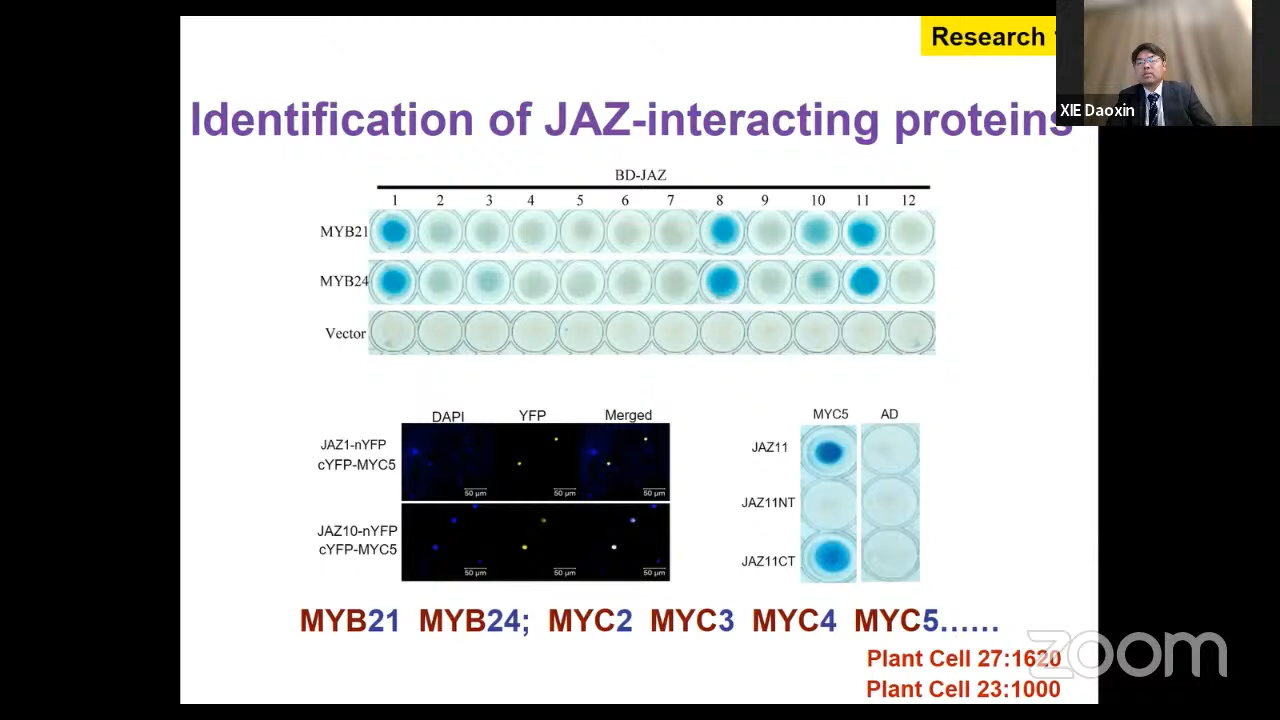 Research
XIE Daoxin
Identification of JAZ-interacting proteins
BD-JAZ
1 2 3 4 5 6 7 8 9 10 11 12
MYB21
MYB24
Vector
DAPI YFP Merged
JAZ1-nYFP
cYFP-MYC5
50 μm 50 μm 50 μm
JAZ10-nYFP
cYFP-MYC5
50 μm 50 μm 50 μm
MYC5 AD
JAZ11
JAZ11NT
JAZ11CT
MYB21 MYB24; MYC2 MYC3 MYC4 MYC5......
Plant Cell 27:1620
Plant Cell 23:1000
zoom